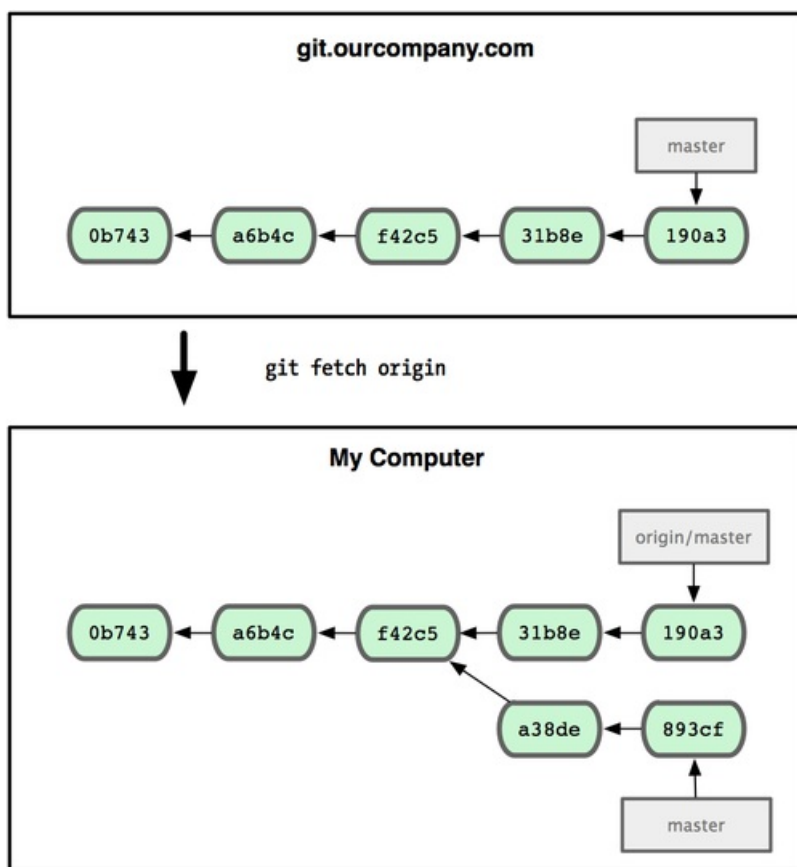 git.ourcompany.com
master
0b743 a6b4c f42c5 31b8e 190a3
git fetch origin
My Computer
origin/master
0b743 a6b4c f42c5 31b8e 190a3
a38de 893cf
master